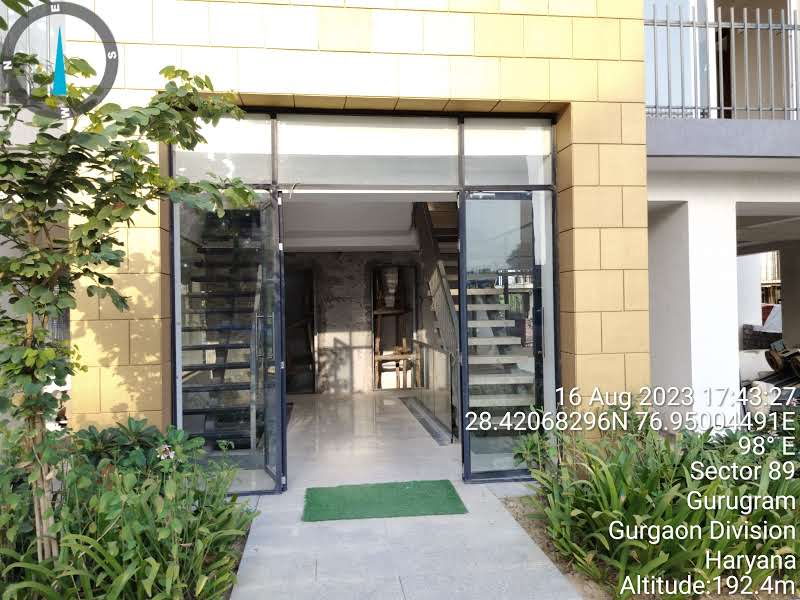 N
E
S
W
16 Aug 2023 17:43:27
28.42068296N 76.95004491E
98° E
Sector 89
Gurugram
Gurgaon Division
Haryana
Altitude:192.4m